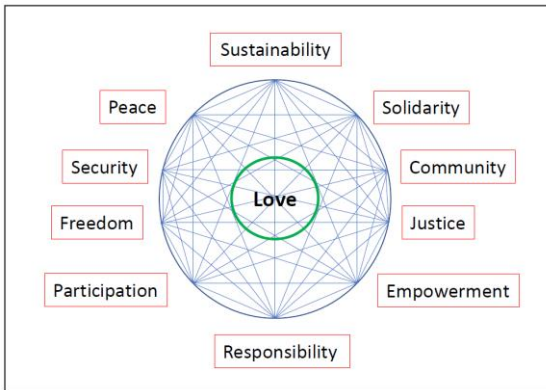 Sustainability
Peace
Solidarity
Security
Community
Love
Freedom
Justice
Participation
Empowerment
Responsibility